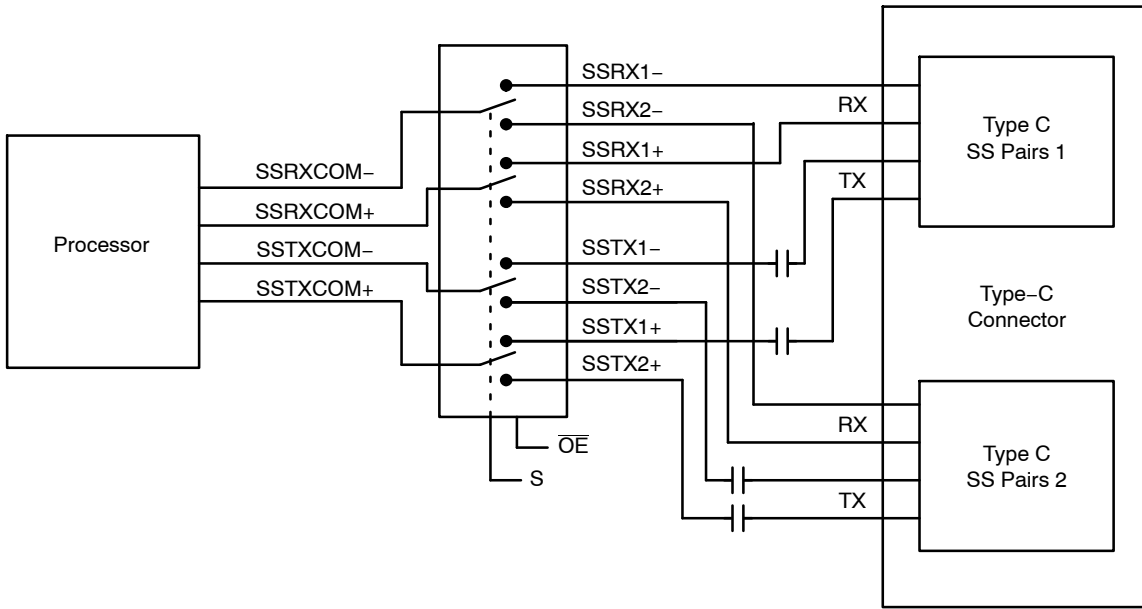 Processor
SSRXCOM−
SSRXCOM+
SSTXCOM−
SSTXCOM+
SSRX1−
SSRX2−
SSRX1+
SSRX2+
SSTX1−
SSTX2−
SSTX1+
SSTX2+
OE
S
RX
TX
Type C
SS Pairs 1
Type−C
Connector
RX
TX
Type C
SS Pairs 2